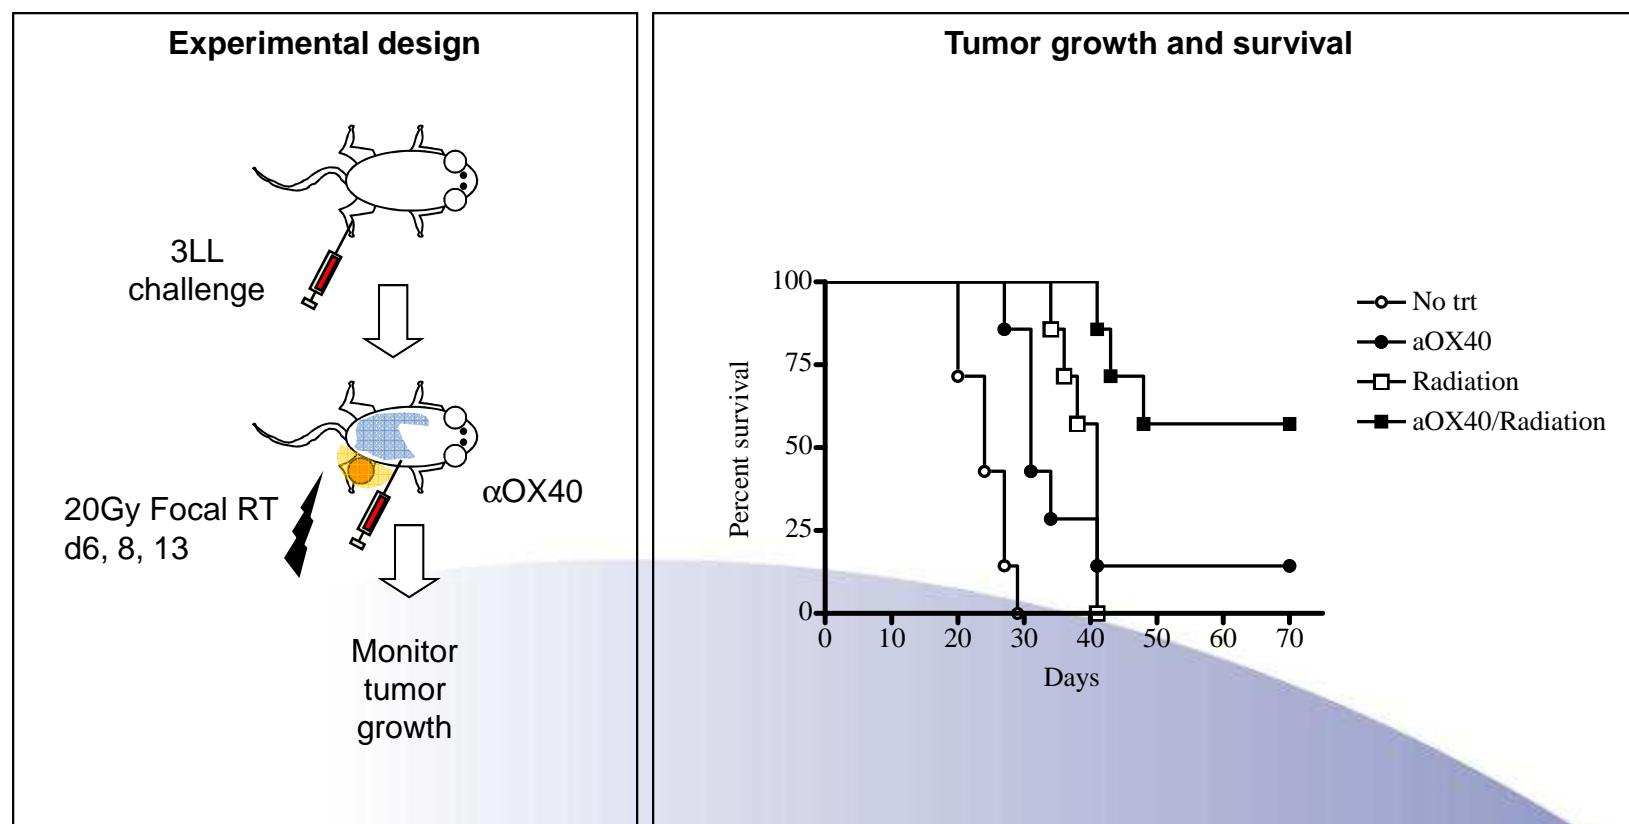 Experimental design
3LL
challenge
20Gy Focal RT
d6, 8, 13
αOX40
Monitor
tumor
growth
Tumor growth and survival
Percent survival
100
75
50
25
0
0 10 20 30 40 50 60 70
Days
No trt
aOX40
Radiation
aOX40/Radiation